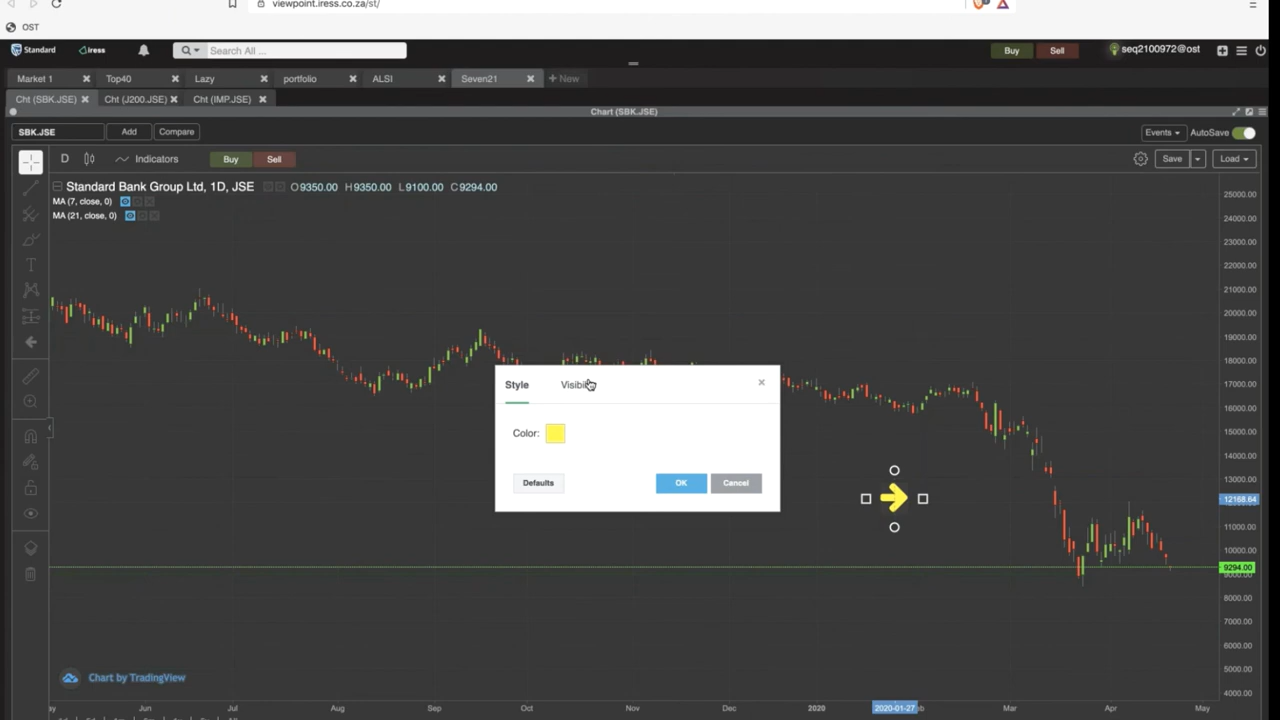 viewpoint.iress.co.za/st/
OST
Standard iress Search All ... Buy Sell seq2100972@ost
Market 1 Top40 Lazy portfolio ALSI Seven21 New
Cht (SBK.JSE) Cht (J200.JSE) Cht (IMP.JSE)
Chart (SBK.JSE)
SBK.JSE Add Compare Events AutoSave
D Indicators Buy Sell Save Load
Standard Bank Group Ltd, 1D, JSE O9350.00 H9350.00 L9100.00 C9294.00
MA (7, close, 0)
MA (21, close, 0)
25000.00
24000.00
23000.00
22000.00
21000.00
20000.00
19000.00
18000.00
17000.00
16000.00
15000.00
14000.00
13000.00
12168.64
11000.00
10000.00
9294.00
9000.00
8000.00
7000.00
6000.00
5000.00
4000.00
Style
Color:
Defaults OK Cancel
Chart by TradingView
Jun Jul Aug Sep Oct Nov Dec 2020 2020-01-27 Mar Apr May